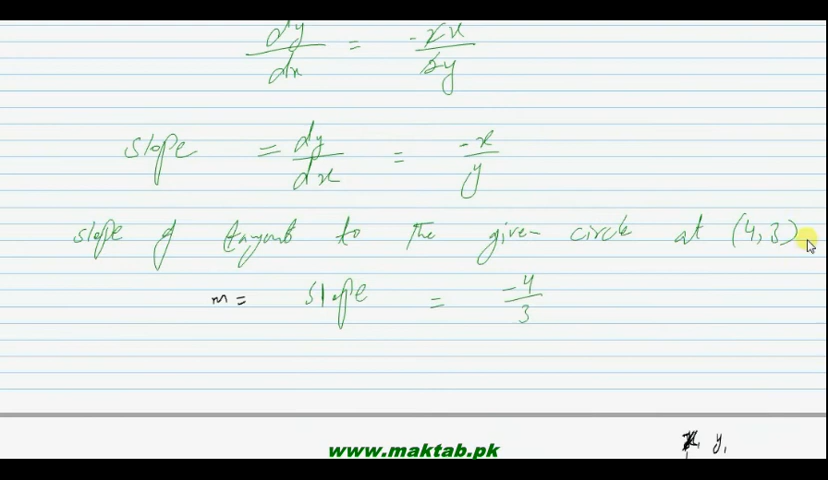 dy/dx = -2x/2y
slope = dy/dx = -x/y
slope of tangent to the given circle at (4,3)
m = slope = -4/3
x, y,
www.maktab.pk